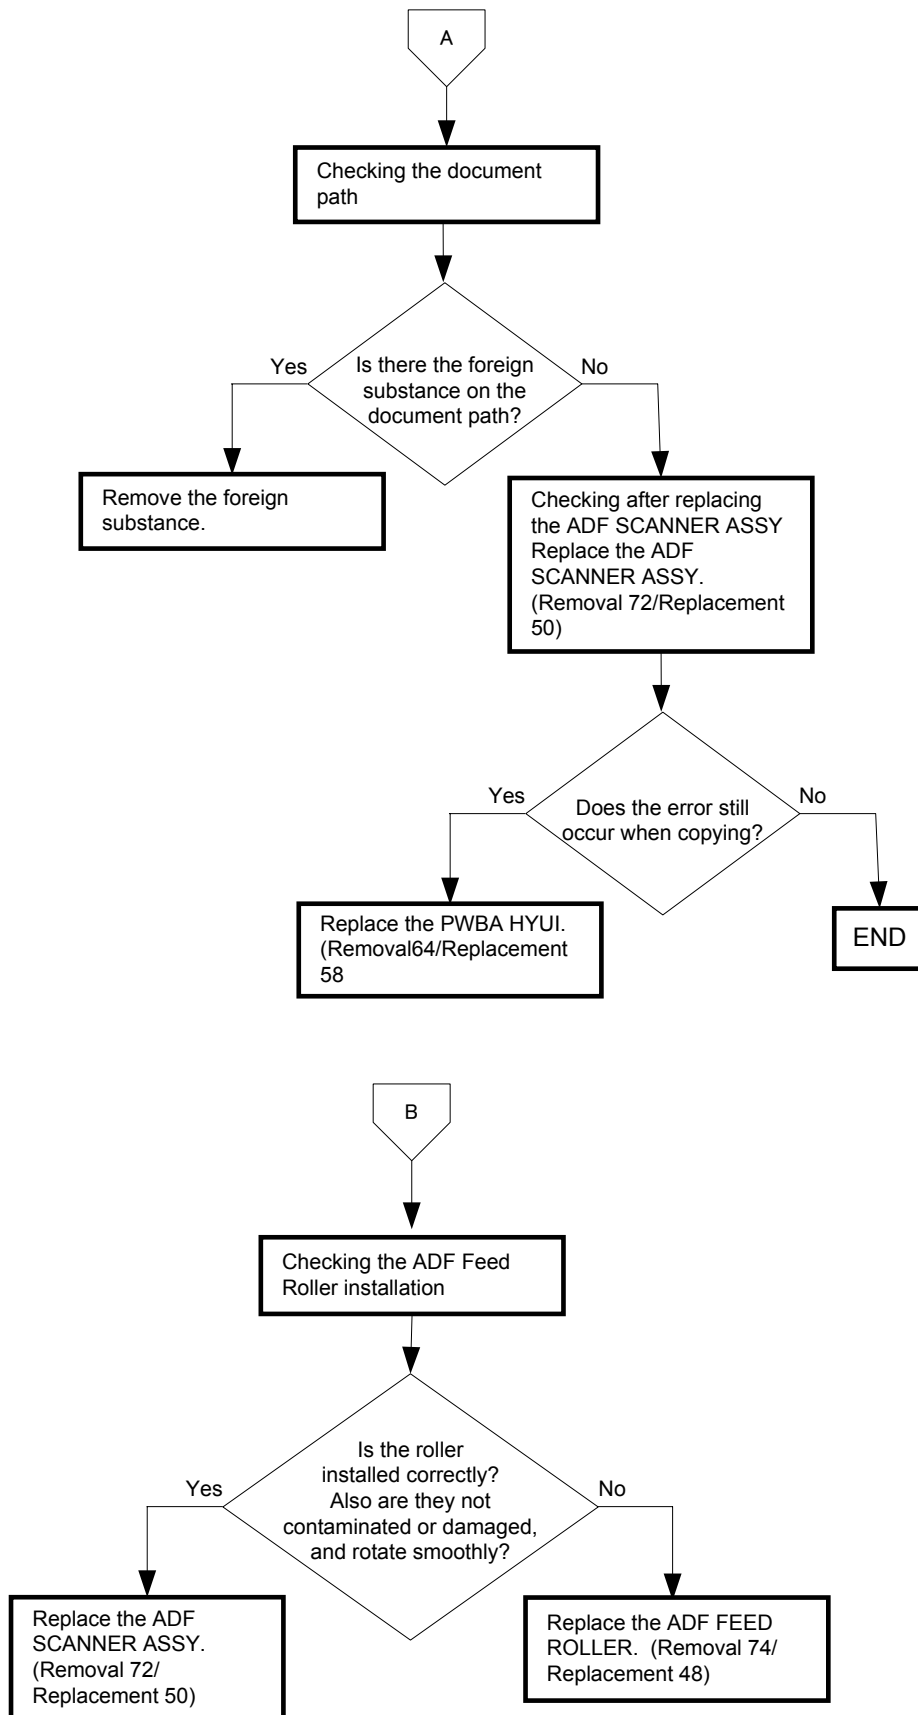 A
Checking the document
path
Yes
Is there the foreign
substance on the
document path?
No
Remove the foreign
substance.
Checking after replacing
the ADF SCANNER ASSY
Replace the ADF
SCANNER ASSY.
(Removal 72/Replacement
50)
Yes
Does the error still
occur when copying?
No
Replace the PWBA HYUI.
(Removal64/Replacement
58
END
B
Checking the ADF Feed
Roller installation
Yes
Is the roller
installed correctly?
Also are they not
contaminated or damaged,
and rotate smoothly?
No
Replace the ADF
SCANNER ASSY.
(Removal 72/
Replacement 50)
Replace the ADF FEED
ROLLER.  (Removal 74/
Replacement 48)